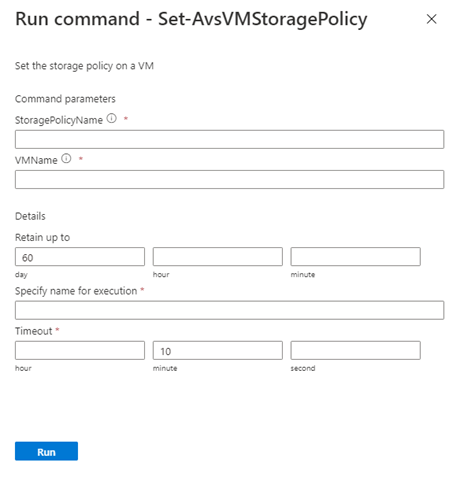 Run command - Set-AvsVMStoragePolicy
Set the storage policy on a VM
Command parameters
StoragePolicyName *
VMName *
Details
Retain up to
60
day hour minute
Specify name for execution *
Timeout *
10
hour minute second
Run